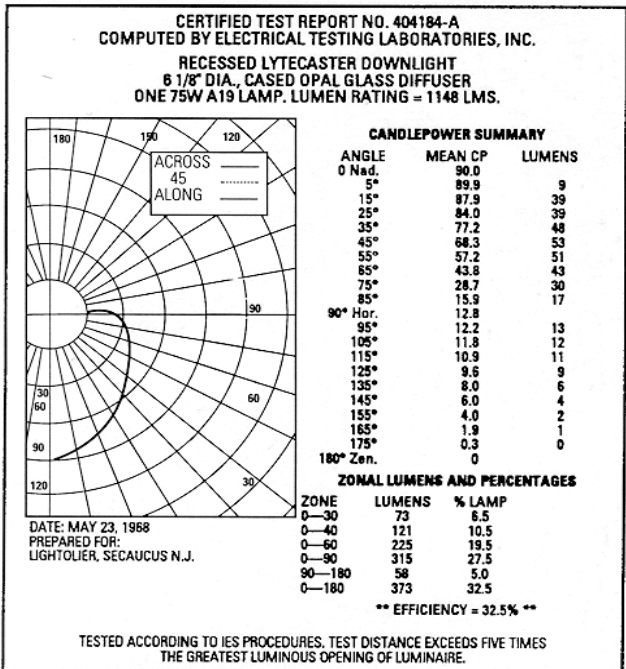 CERTIFIED TEST REPORT NO. 404184-A
COMPUTED BY ELECTRICAL TESTING LABORATORIES, INC.
RECESSED LYTECASTER DOWNLIGHT
6 1/8" DIA., CASED OPAL GLASS DIFFUSER
ONE 75W A19 LAMP. LUMEN RATING = 1148 LMS.
180 150 120
ACROSS
45
ALONG
90
60
30
30
60
90
120
DATE: MAY 23, 1968
PREPARED FOR:
LIGHTOLIER, SECAUCUS N.J.
CANDLEPOWER SUMMARY
ANGLE MEAN CP LUMENS
0 Nad. 90.0
5° 89.9 9
15° 87.9 39
25° 84.0 39
35° 77.2 48
45° 68.3 53
55° 57.2 51
65° 43.8 43
75° 28.7 30
85° 15.9 17
90° Hor. 12.8
95° 12.2 13
105° 11.8 12
115° 10.9 11
125° 9.6 9
135° 8.0 6
145° 6.0 4
155° 4.0 2
165° 1.9 1
175° 0.3 0
180° Zen. 0
ZONAL LUMENS AND PERCENTAGES
ZONE LUMENS % LAMP
0—30 73 6.5
0—40 121 10.5
0—60 225 19.5
0—90 315 27.5
90—180 58 5.0
0—180 373 32.5
** EFFICIENCY = 32.5% **
TESTED ACCORDING TO IES PROCEDURES. TEST DISTANCE EXCEEDS FIVE TIMES
THE GREATEST LUMINOUS OPENING OF LUMINAIRE.